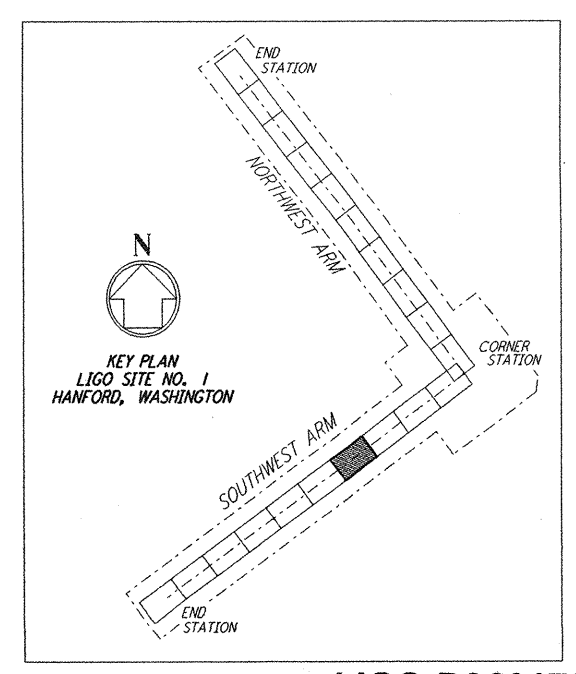 END
STATION
NORTHWEST ARM
N
KEY PLAN
LIGO SITE NO. 1
HANFORD, WASHINGTON
CORNER
STATION
SOUTHWEST ARM
END
STATION